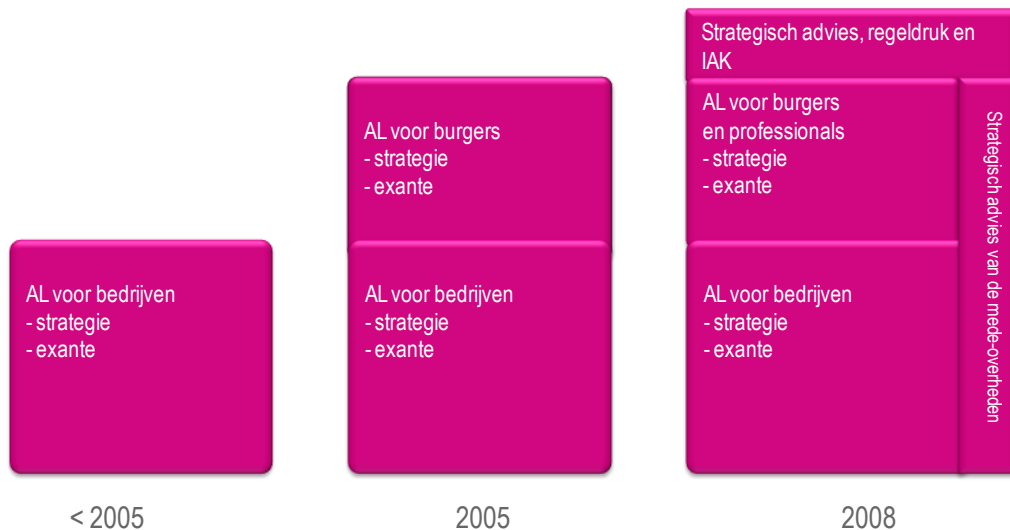 AL voor bedrijven
- strategie
- exante
< 2005
AL voor burgers
- strategie
- exante
AL voor bedrijven
- strategie
- exante
2005
Strategisch advies, regeldruk en
IAK
AL voor burgers
en professionals
- strategie
- exante
AL voor bedrijven
- strategie
- exante
Strategisch advies van de mede-overheden
2008